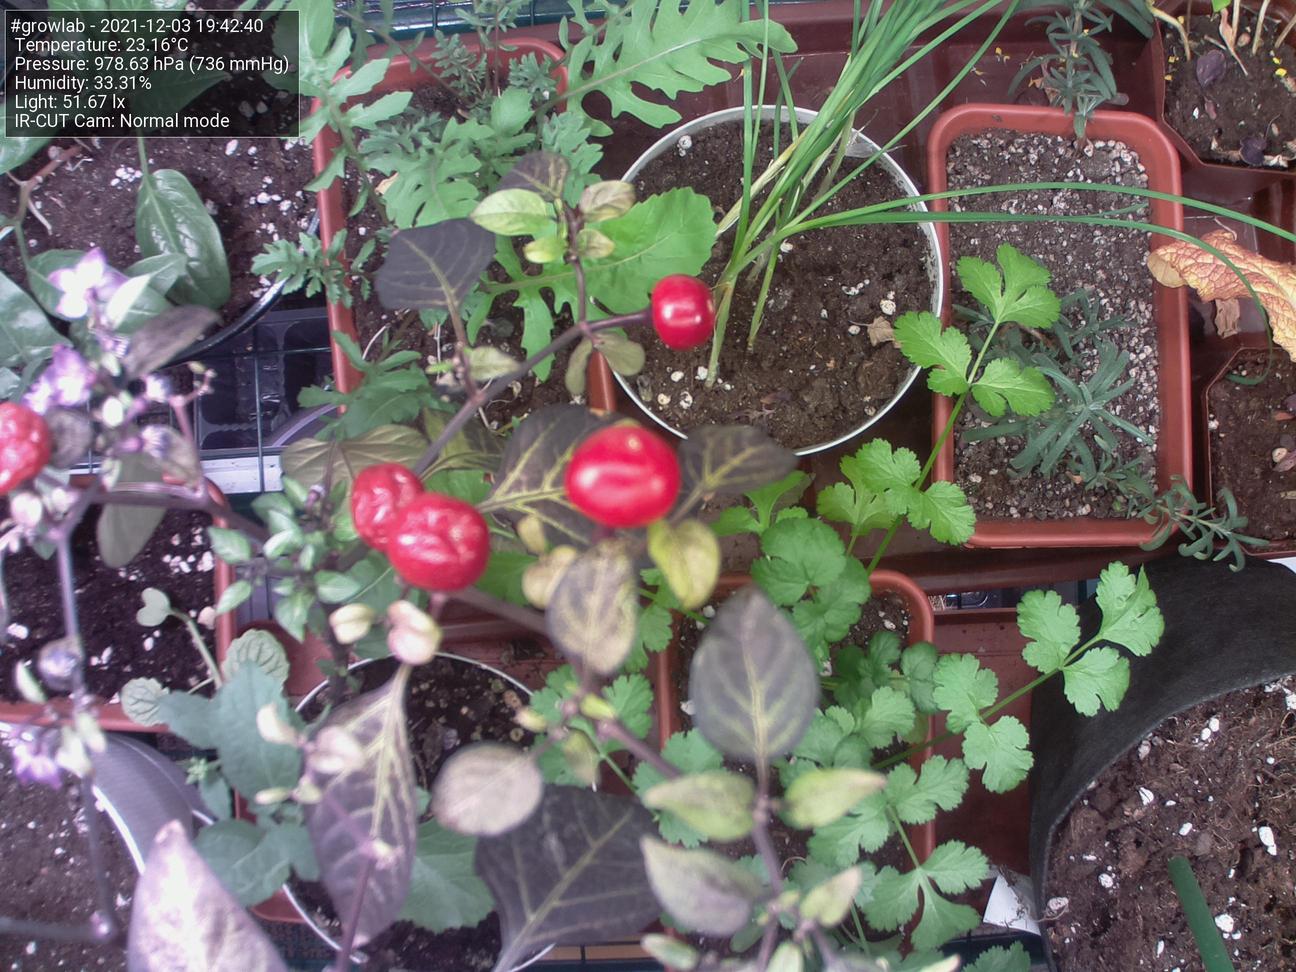 #growlab - 2021-12-03 19:42:40
Temperature: 23.16°C
Pressure: 978.63 hPa (736 mmHg)
Humidity: 33.31%
Light: 51.67 lx
IR-CUT Cam: Normal mode